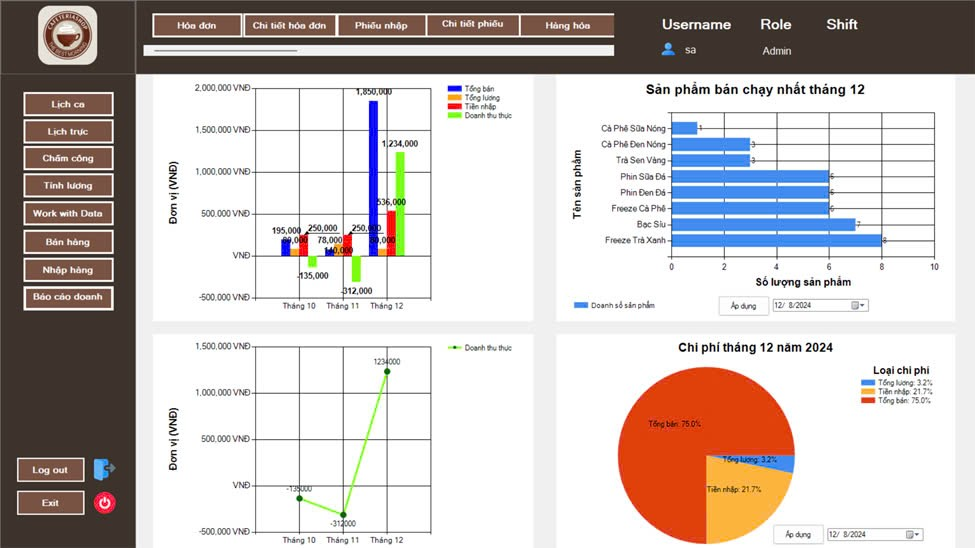 CAFETERIASHOP
THE BEST MORNING
Hóa đơn
Chi tiết hóa đơn
Phiếu nhập
Chi tiết phiếu
Hàng hóa
Username Role Shift
sa Admin
Lịch ca
Lịch trực
Chấm công
Tính lương
Work with Data
Bán hàng
Nhập hàng
Báo cáo doanh
Log out
Exit
Đơn vị (VNĐ)
2,000,000 VNĐ
1,500,000 VNĐ
1,000,000 VNĐ
500,000 VNĐ
VNĐ
-500,000 VNĐ
195,000
250,000
-135,000
78,000
250,000
-312,000
1,850,000
536,000
1,234,000
Tháng 10 Tháng 11 Tháng 12
Tổng bán
Tổng lương
Tiền nhập
Doanh thu thực
Sản phẩm bán chạy nhất tháng 12
Tên sản phẩm
Cà Phê Sữa Nóng 1
Cà Phê Đen Nóng 3
Trà Sen Vàng 3
Phin Sữa Đá 6
Phin Đen Đá 6
Freeze Cà Phê 6
Bạc Sỉu 7
Freeze Trà Xanh 8
0 2 4 6 8 10
Số lượng sản phẩm
Doanh số sản phẩm
Áp dụng
12/ 8/2024
Đơn vị (VNĐ)
1,500,000 VNĐ
1,000,000 VNĐ
500,000 VNĐ
VNĐ
-500,000 VNĐ
-135000
-312000
1234000
Tháng 10 Tháng 11 Tháng 12
Doanh thu thực
Chi phí tháng 12 năm 2024
Loại chi phí
Tổng lương: 3.2%
Tiền nhập: 21.7%
Tổng bán: 75.0%
Tổng bán: 75.0%
Tổng lương: 3.2%
Tiền nhập: 21.7%
Áp dụng
12/ 8/2024